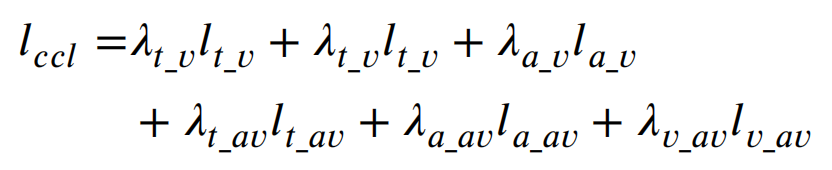 l_{ccl} =λ_{t_v}l_{t_v} + λ_{t_v}l_{t_v} + λ_{a_v}l_{a_v}
+ λ_{t_av}l_{t_av} + λ_{a_av}l_{a_av} + λ_{v_av}l_{v_av}